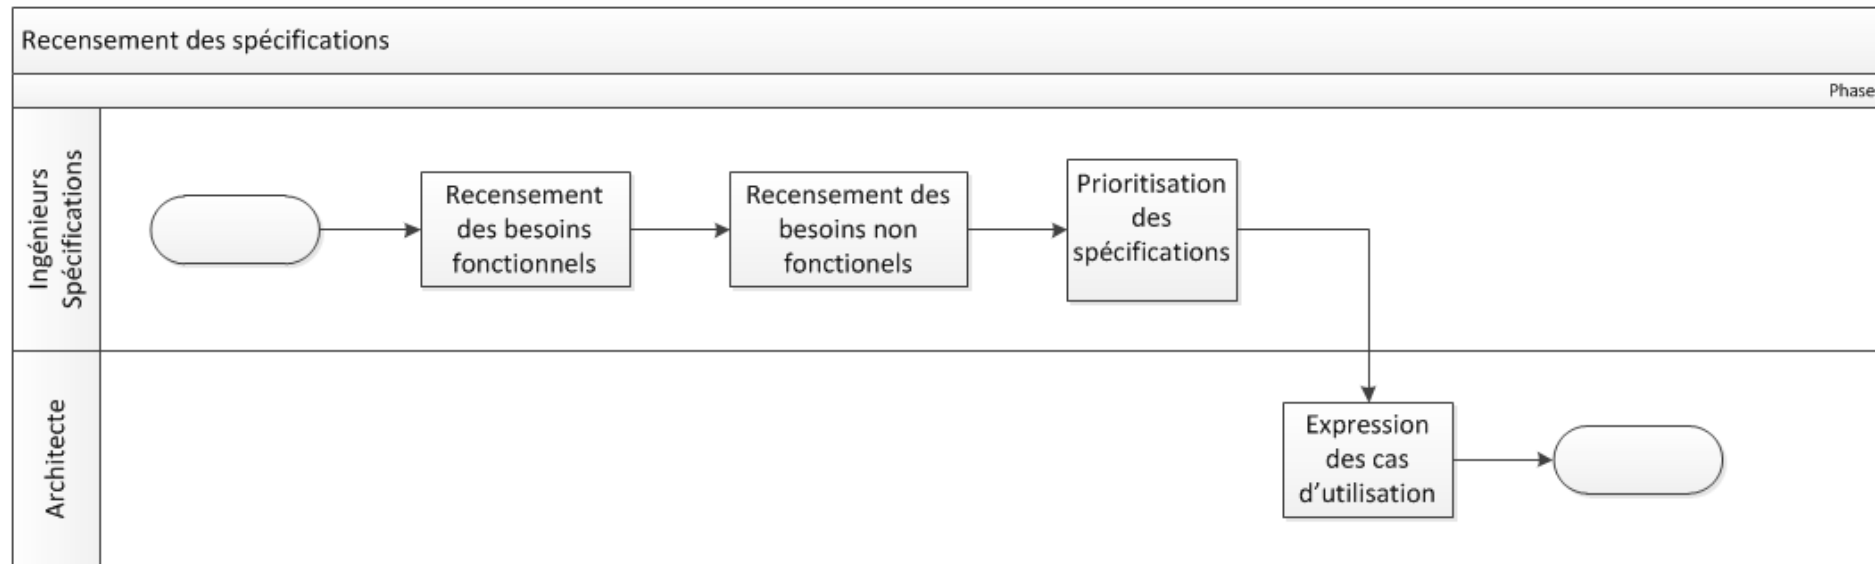 Recensement des spécifications
Phase
Ingénieurs
Spécifications
Recensement
des besoins
fonctionnels
Recensement des
besoins non
fonctionels
Prioritisation
des
spécifications
Architecte
Expression
des cas
d’utilisation